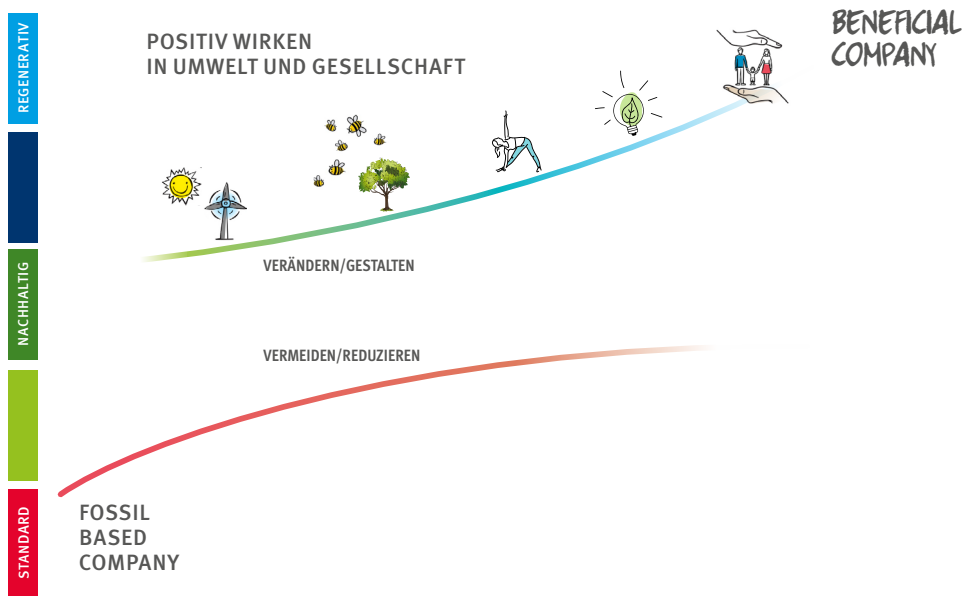 BENEFICIAL
COMPANY
POSITIV WIRKEN
IN UMWELT UND GESELLSCHAFT
REGENERATIV
VERÄNDERN/GESTALTEN
NACHHALTIG
VERMEIDEN/REDUZIEREN
STANDARD
FOSSIL
BASED
COMPANY